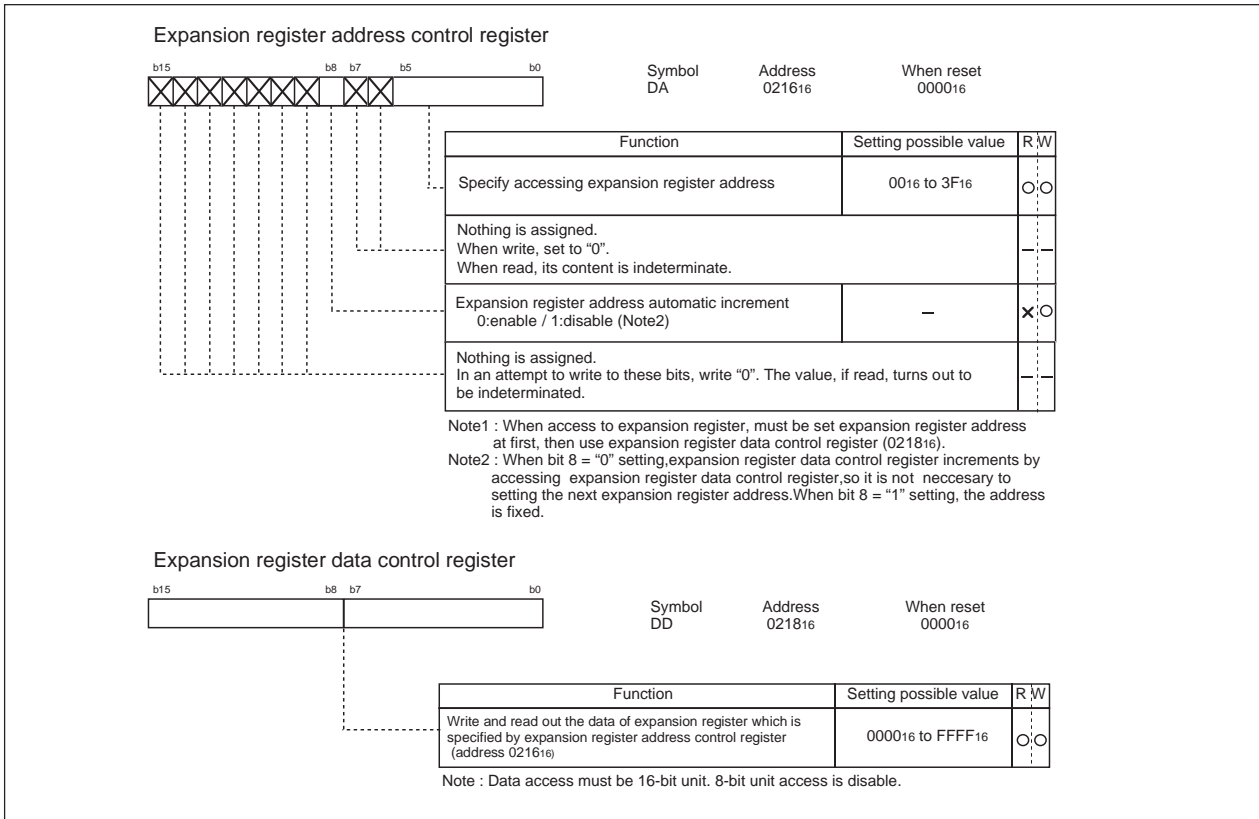 Expansion register address control register
b15 b8 b7 b5 b0
Symbol Address When reset
DA 021616 000016
Function Setting possible value R W
Specify accessing expansion register address 0016 to 3F16
Nothing is assigned.
When write, set to “0”.
When read, its content is indeterminate.
Expansion register address automatic increment
0:enable / 1:disable (Note2)
Nothing is assigned.
In an attempt to write to these bits, write “0”. The value, if read, turns out to
be indeterminated.
Note1 : When access to expansion register, must be set expansion register address
at first, then use expansion register data control register (021816).
Note2 : When bit 8 = “0” setting,expansion register data control register increments by
accessing expansion register data control register,so it is not neccesary to
setting the next expansion register address.When bit 8 = “1” setting, the address
is fixed.
Expansion register data control register
b15 b8 b7 b0
Symbol Address When reset
DD 021816 000016
Function Setting possible value R W
Write and read out the data of expansion register which is
specified by expansion register address control register
(address 021616)
000016 to FFFF16
Note : Data access must be 16-bit unit. 8-bit unit access is disable.